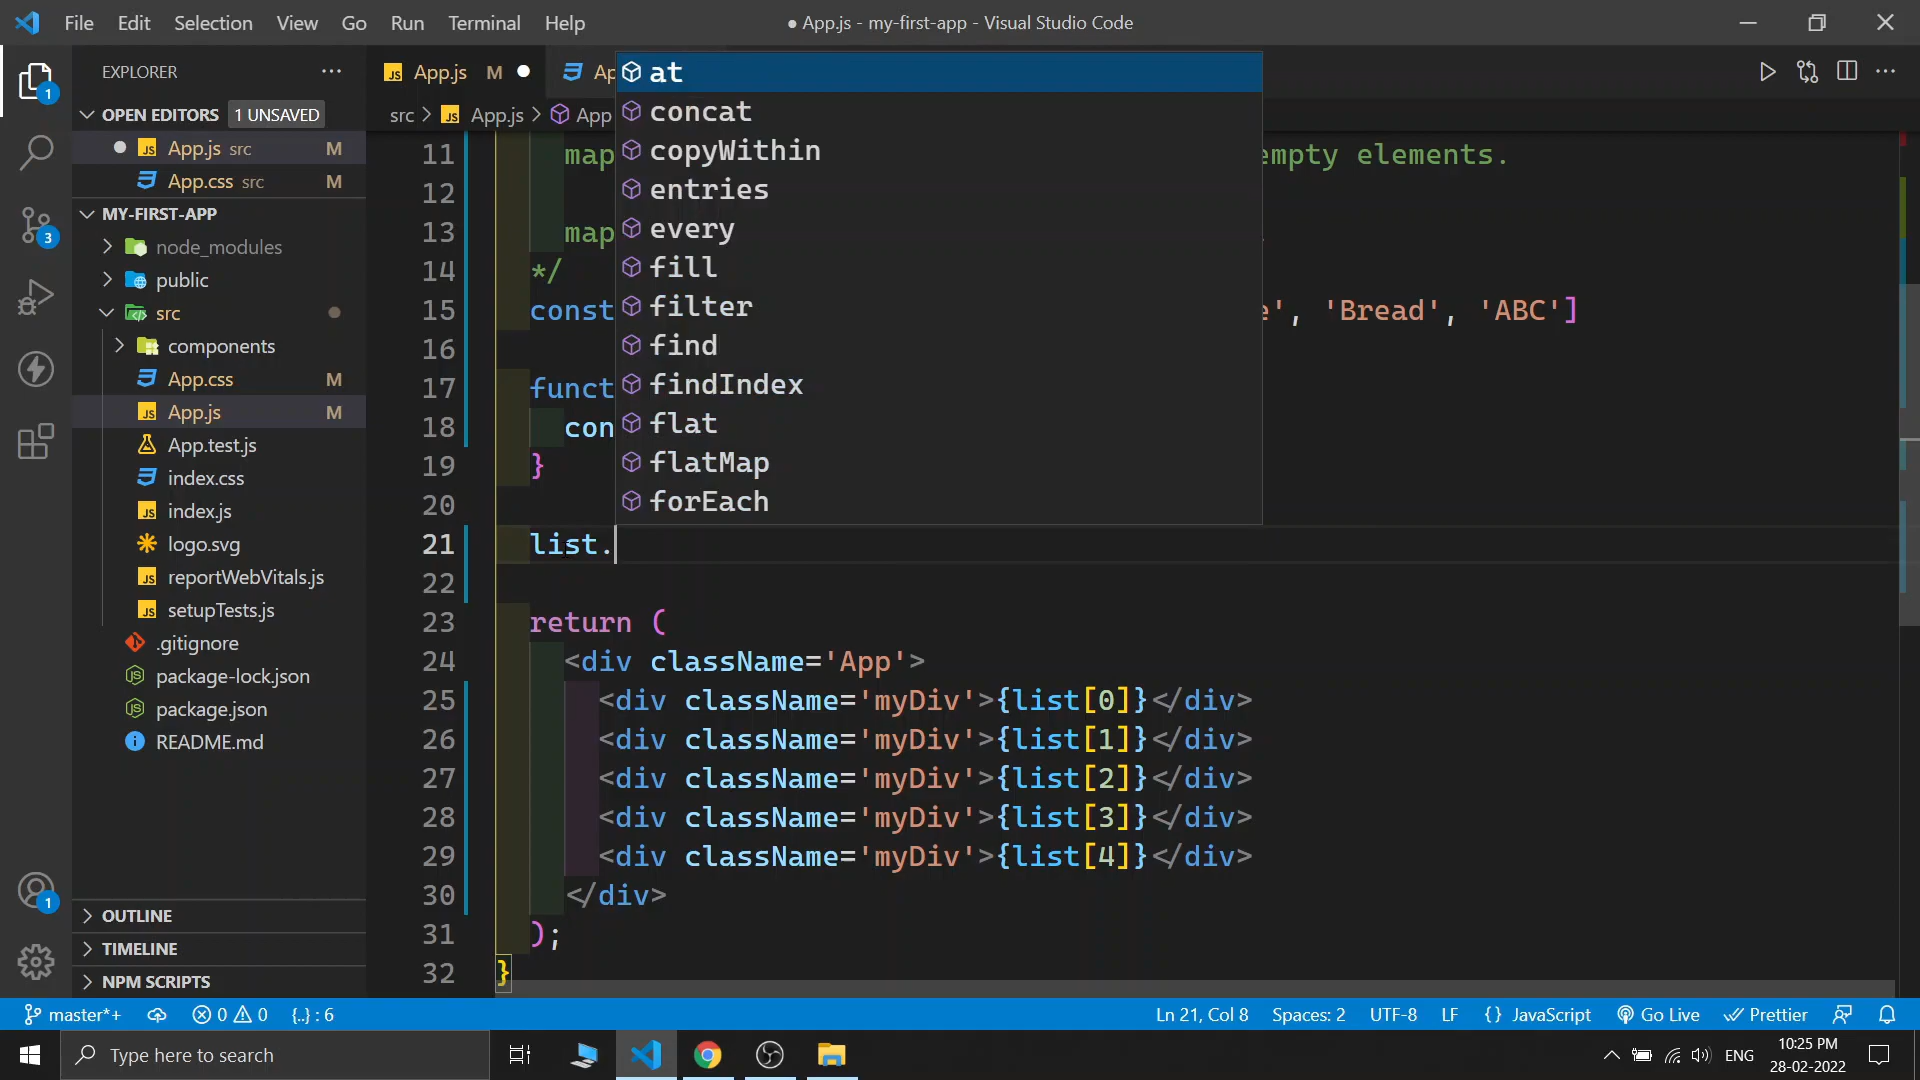 File Edit Selection View Go Run Terminal Help
● App.js - my-first-app - Visual Studio Code
EXPLORER
OPEN EDITORS 1 UNSAVED
App.js src M
App.css src M
MY-FIRST-APP
node_modules
public
src
components
App.css M
App.js M
App.test.js
index.css
index.js
logo.svg
reportWebVitals.js
setupTests.js
.gitignore
package-lock.json
package.json
README.md
OUTLINE
TIMELINE
NPM SCRIPTS
1
3
1
App.js M
src > App.js > App
at
concat
copyWithin
entries
every
fill
filter
find
findIndex
flat
flatMap
forEach
11 map empty elements.
12
13 map
14 */
15 const e', 'Bread', 'ABC']
16
17 funct
18 con
19 }
20
21 list.
22
23 return (
24 <div className='App'>
25 <div className='myDiv'>{list[0]}</div>
26 <div className='myDiv'>{list[1]}</div>
27 <div className='myDiv'>{list[2]}</div>
28 <div className='myDiv'>{list[3]}</div>
29 <div className='myDiv'>{list[4]}</div>
30 </div>
31 );
32 }
master*+ 0 0 {..} : 6 Ln 21, Col 8 Spaces: 2 UTF-8 LF {} JavaScript Go Live Prettier
Type here to search
ENG
10:25 PM
28-02-2022